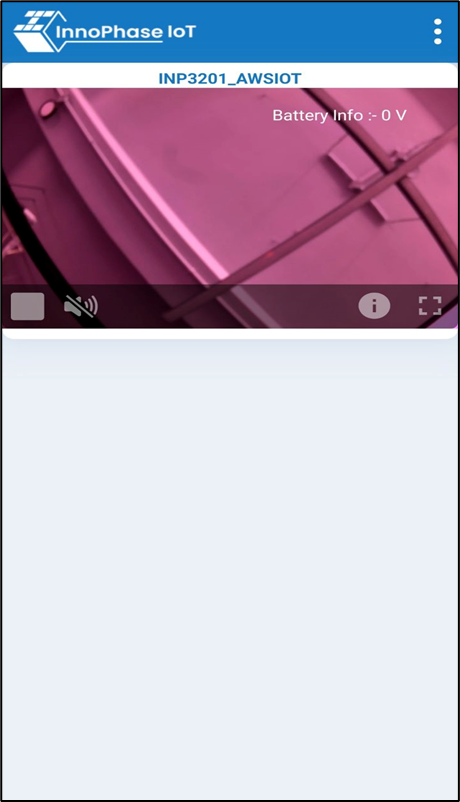 InnoPhase IoT
INP3201_AWSIOT
Battery Info :- 0 V